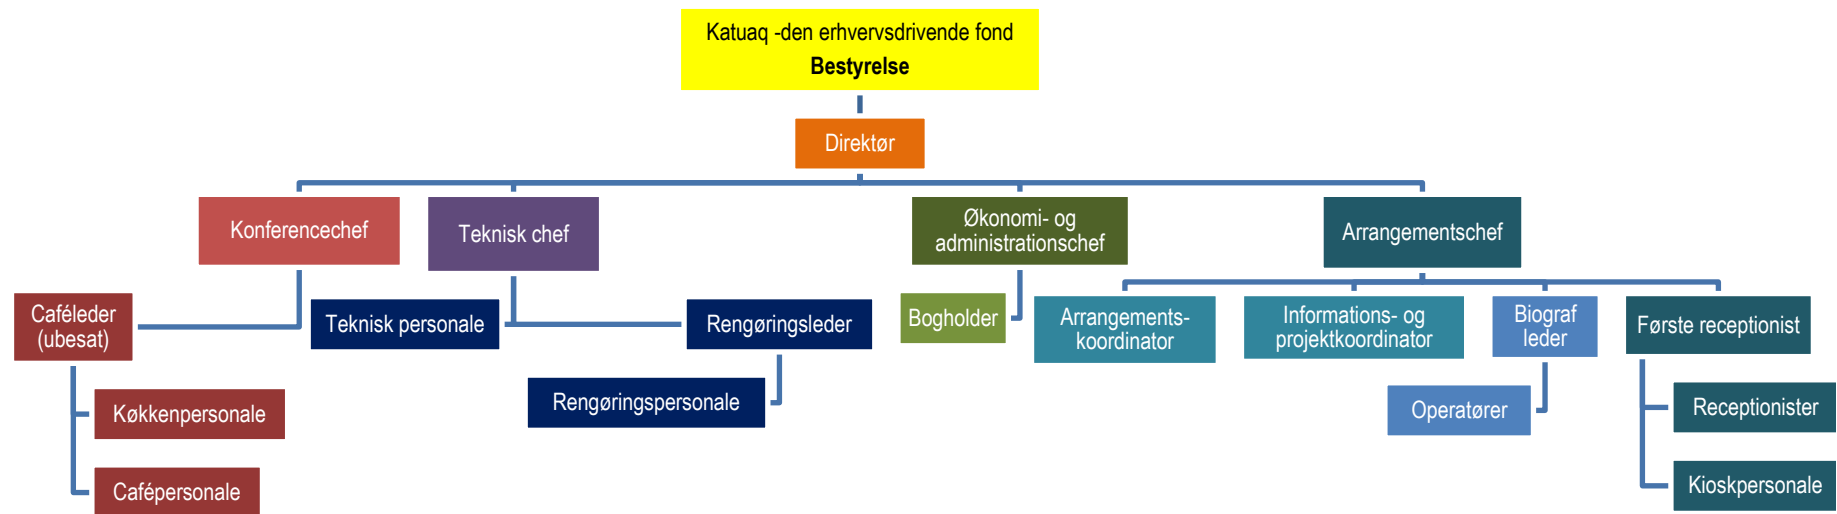 Katuaq -den erhvervsdrivende fond
Bestyrelse
Direktør
Konferencechef
Teknisk chef
Økonomi- og
administrationschef
Arrangementschef
Caféleder
(ubesat)
Teknisk personale
Rengøringsleder
Bogholder
Arrangements-
koordinator
Informations- og
projektkoordinator
Biograf
leder
Første receptionist
Køkkenpersonale
Rengøringspersonale
Operatører
Receptionister
Cafépersonale
Kioskpersonale